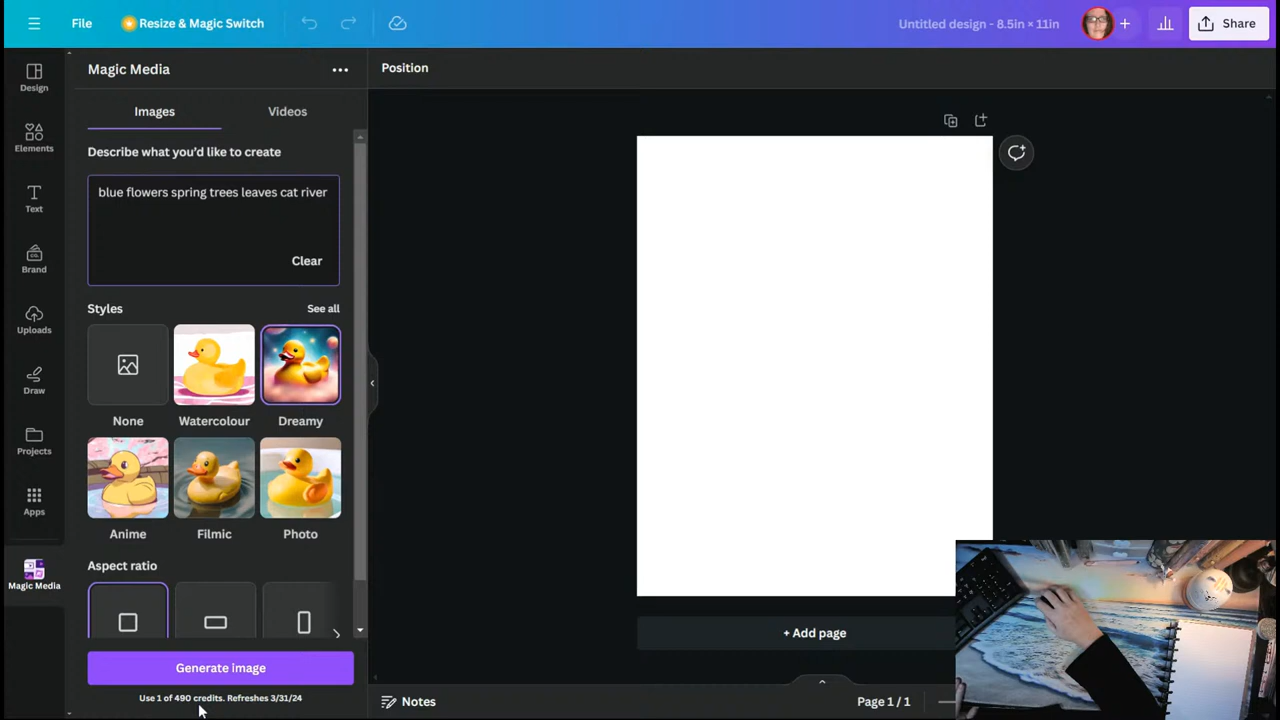 File
Resize & Magic Switch
Untitled design - 8.5in × 11in
Share
Design
Elements
Text
Brand
Uploads
Draw
Projects
Apps
Magic Media
Magic Media
Images
Videos
Describe what you'd like to create
blue flowers spring trees leaves cat river
Clear
Styles
See all
None
Watercolour
Dreamy
Anime
Filmic
Photo
Aspect ratio
Generate image
Use 1 of 490 credits. Refreshes 3/31/24
Position
+ Add page
Notes
Page 1 / 1